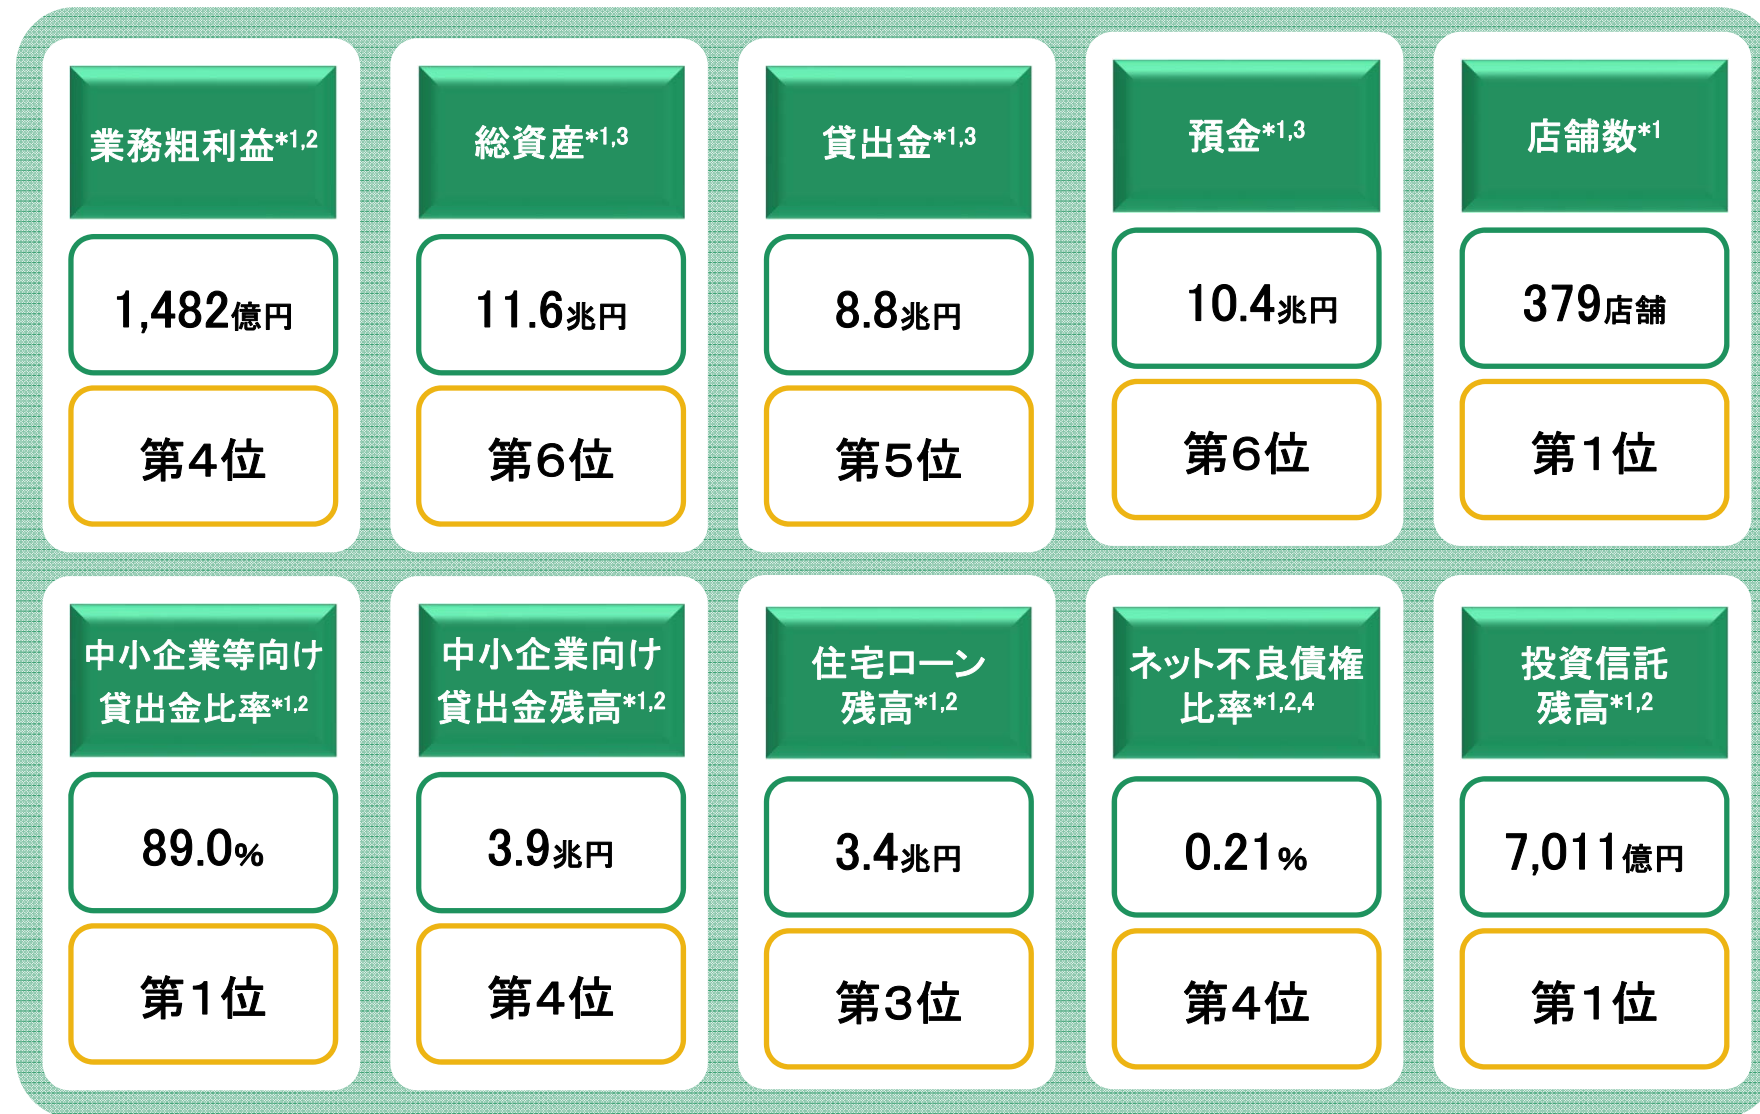 業務粗利益*1,2
1,482億円
第4位
総資産*1,3
11.6兆円
第6位
貸出金*1,3
8.8兆円
第5位
預金*1,3
10.4兆円
第6位
店舗数*1
379店舗
第1位
中小企業等向け
貸出金比率*1,2
89.0%
第1位
中小企業向け
貸出金残高*1,2
3.9兆円
第4位
住宅ローン
残高*1,2
3.4兆円
第3位
ネット不良債権
比率*1,2,4
0.21%
第4位
投資信託
残高*1,2
7,011億円
第1位